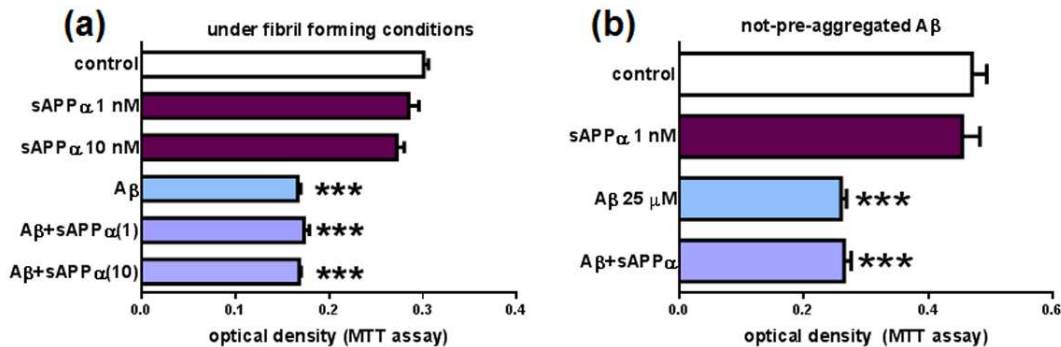 (a)
under fibril forming conditions
control
sAPPα 1 nM
sAPPα 10 nM
Aβ
***
Aβ+sAPPα(1)
***
Aβ+sAPPα(10)
***
0.0 0.1 0.2 0.3 0.4
optical density (MTT assay)
(b)
not-pre-aggregated Aβ
control
sAPPα 1 nM
Aβ 25 μM
***
Aβ+sAPPα
***
0.0 0.2 0.4 0.6
optical density (MTT assay)